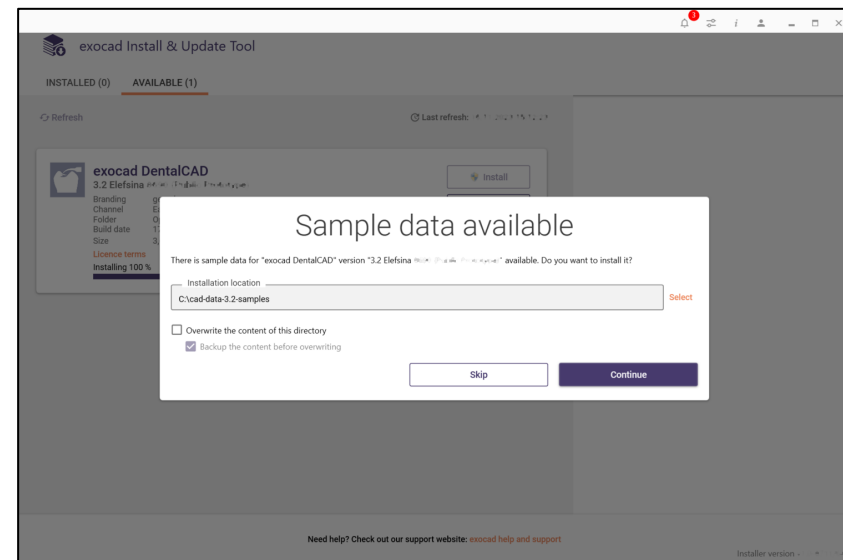 3
exocad Install & Update Tool
INSTALLED (0) AVAILABLE (1)
Refresh Last refresh:
exocad DentalCAD
3.2 Elefsina
Install
Branding
Channel
Folder
Build date
Size
Licence terms
Installing 100 %
Sample data available
There is sample data for "exocad DentalCAD" version "3.2 Elefsina " available. Do you want to install it?
Installation location
C:\cad-data-3.2-samples
Select
Overwrite the content of this directory
Backup the content before overwriting
Skip Continue
Need help? Check out our support website: exocad help and support
Installer version -